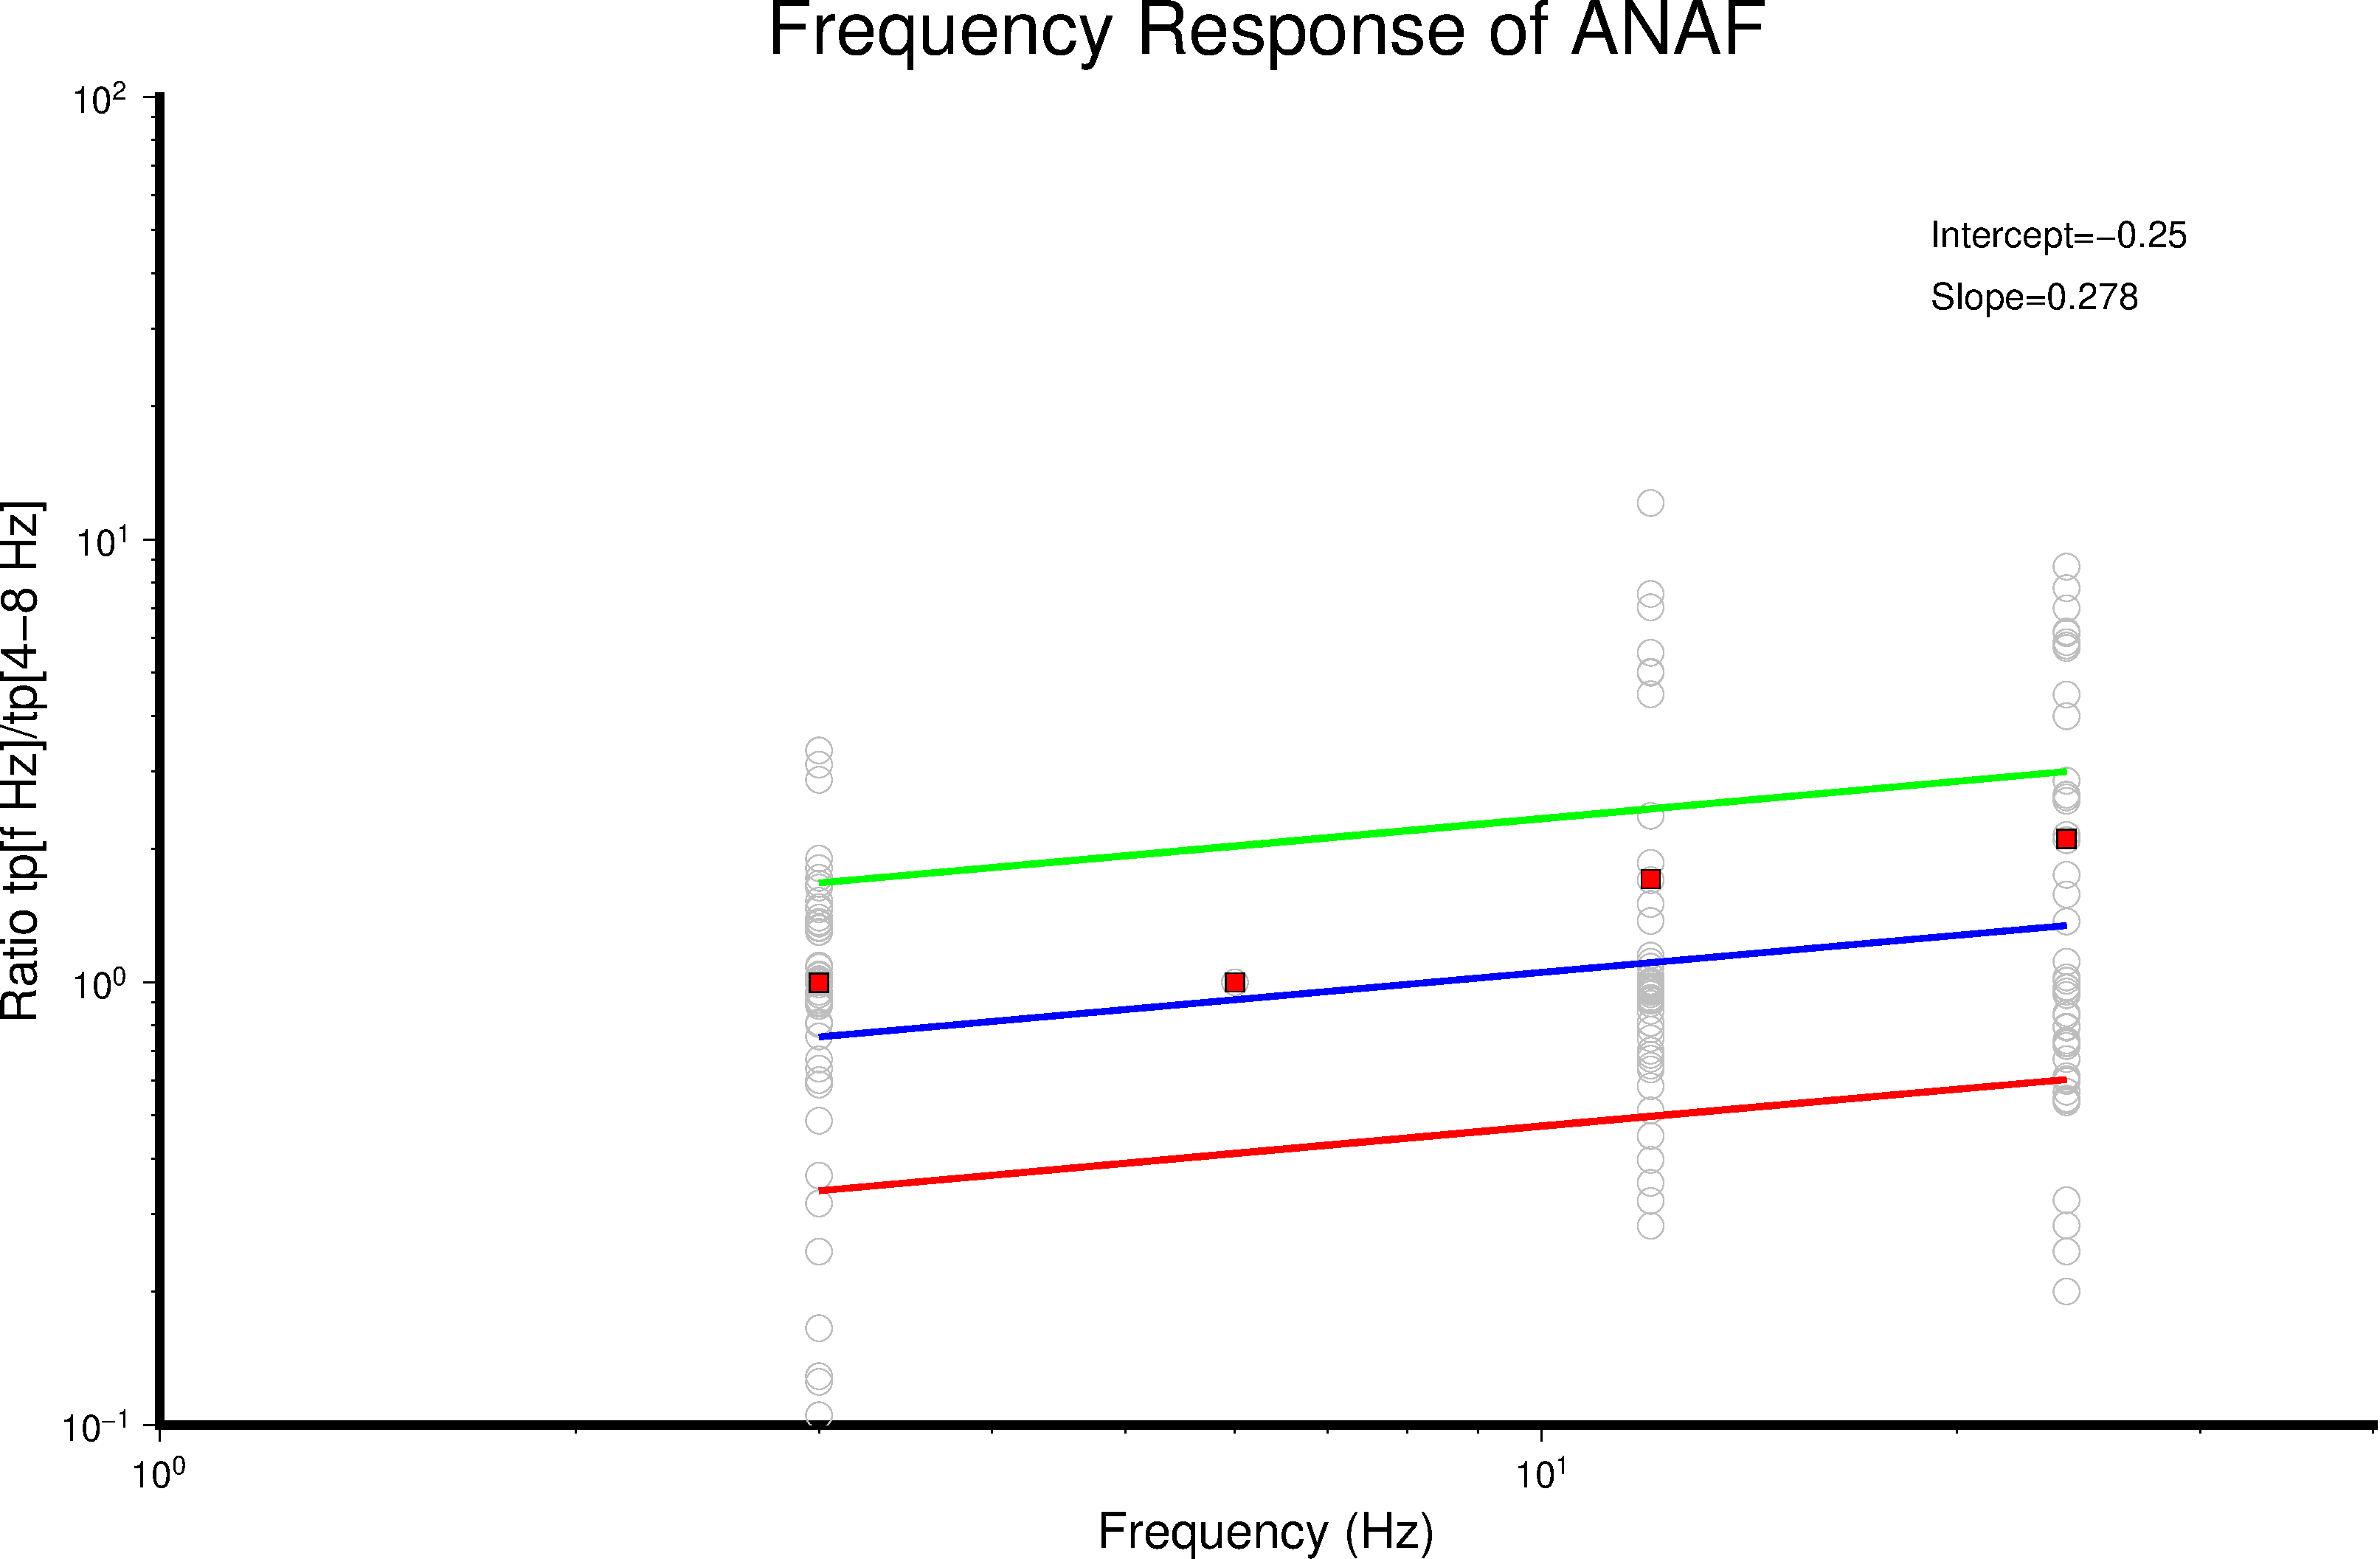 Frequency Response of ANAF
10²
Intercept=−0.25
Slope=0.278
10¹
Ratio tp[f Hz]/tp[4−8 Hz]
10⁰
10⁻¹
10⁰
10¹
Frequency (Hz)